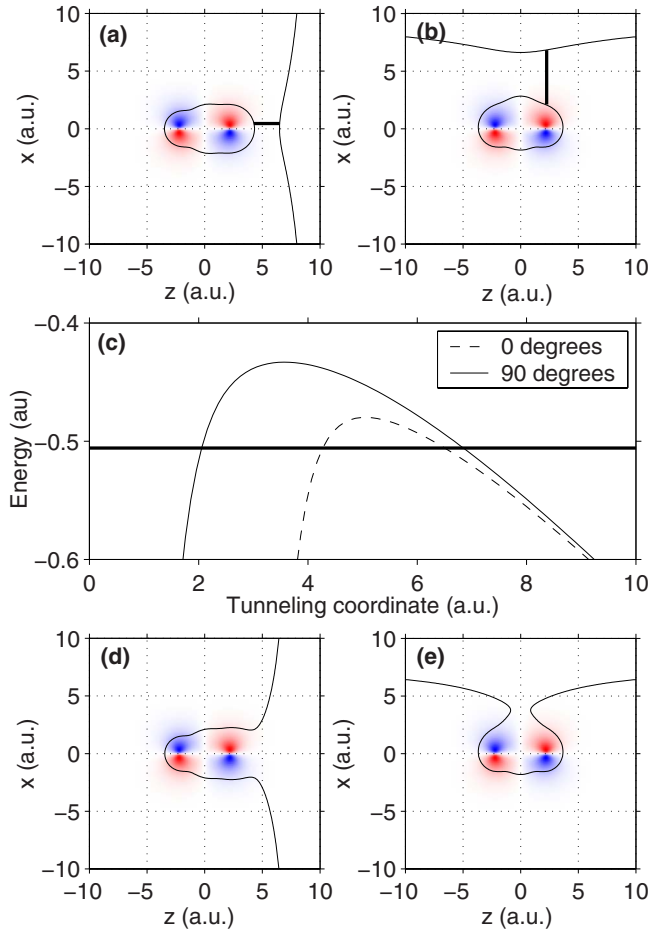 (a)
10
5
0
−5
−10
x (a.u.)
−10 −5 0 5 10
z (a.u.)
(b)
10
5
0
−5
−10
x (a.u.)
−10 −5 0 5 10
z (a.u.)
(c)
−0.4
−0.5
−0.6
Energy (au)
0 degrees
90 degrees
0 2 4 6 8 10
Tunneling coordinate (a.u.)
(d)
10
5
0
−5
−10
x (a.u.)
−10 −5 0 5 10
z (a.u.)
(e)
10
5
0
−5
−10
x (a.u.)
−10 −5 0 5 10
z (a.u.)